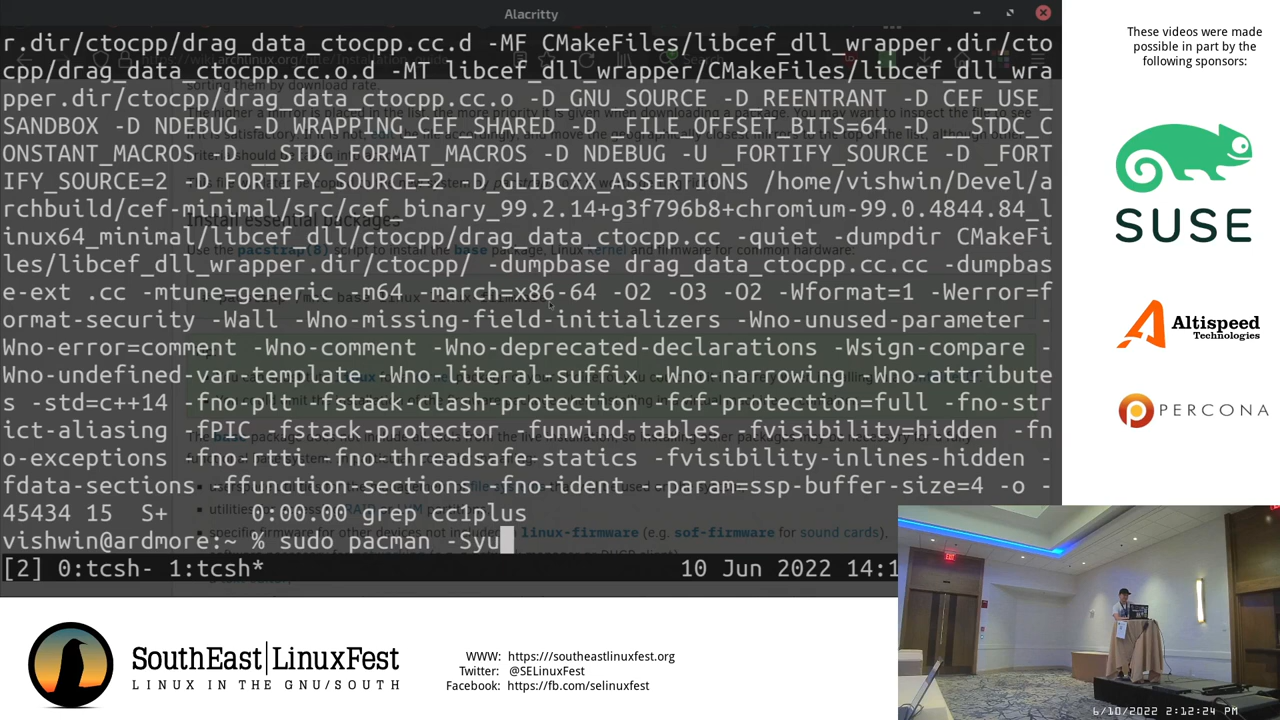 Alacritty
r.dir/ctocpp/drag_data_ctocpp.cc.d -MF CMakeFiles/libcef_dll_wrapper.dir/cto
cpp/drag_data_ctocpp.cc.o.d -MT libcef_dll_wrapper/CMakeFiles/libcef_dll_wra
pper.dir/ctocpp/drag_data_ctocpp.cc.o -D_GNU_SOURCE -D_REENTRANT -D CEF_USE_
SANDBOX -D NDEBUG -D WRAPPING_CEF_SHARED -D _FILE_OFFSET_BITS=64 -D __STDC_C
ONSTANT_MACROS -D __STDC_FORMAT_MACROS -D NDEBUG -U _FORTIFY_SOURCE -D _FORT
IFY_SOURCE=2 -D_FORTIFY_SOURCE=2 -D_GLIBCXX_ASSERTIONS /home/vishwin/Devel/a
rchbuild/cef-minimal/src/cef_binary_99.2.14+g3f796b8+chromium-99.0.4844.84_l
inux64_minimal/libcef_dll/ctocpp/drag_data_ctocpp.cc -quiet -dumpdir CMakeFi
les/libcef_dll_wrapper.dir/ctocpp/ -dumpbase drag_data_ctocpp.cc.cc -dumpbas
e-ext .cc -mtune=generic -m64 -march=x86-64 -O2 -O3 -O2 -Wformat=1 -Werror=f
ormat-security -Wall -Wno-missing-field-initializers -Wno-unused-parameter -
Wno-error=comment -Wno-comment -Wno-deprecated-declarations -Wsign-compare -
Wno-undefined-var-template -Wno-literal-suffix -Wno-narrowing -Wno-attribute
s -std=c++14 -fno-plt -fstack-clash-protection -fcf-protection=full -fno-str
ict-aliasing -fPIC -fstack-protector -funwind-tables -fvisibility=hidden -fn
o-exceptions -fno-rtti -fno-threadsafe-statics -fvisibility-inlines-hidden -
fdata-sections -ffunction-sections -fno-ident --param=ssp-buffer-size=4 -o -
45434 15 S+ 0:00.00 grep cc1plus
vishwin@ardmore:~ % sudo pacman -Syu
[2] 0:tcsh- 1:tcsh* 10 Jun 2022 14:1
These videos were made
possible in part by the
following sponsors:
SUSE
Altispeed
Technologies
PERCONA
SouthEast LinuxFest
LINUX IN THE GNU/SOUTH
WWW: https://southeastlinuxfest.org
Twitter: @SELinuxFest
Facebook: https://fb.com/selinuxfest
EXIT
6/10/2022 2:12:24 PM